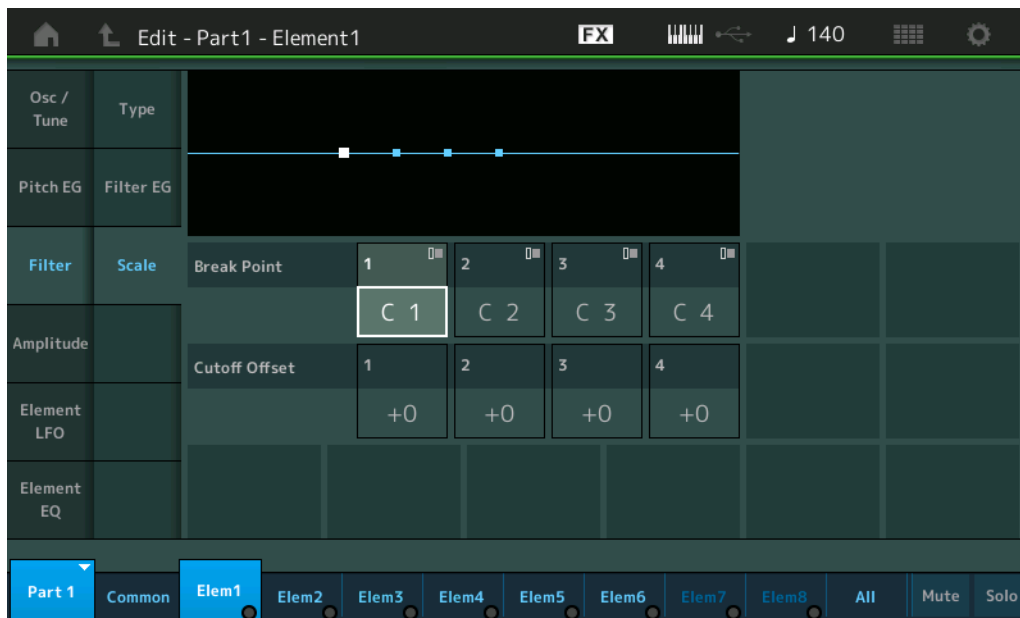 Edit - Part1 - Element1 FX ♩ 140
Osc / Tune
Type
Pitch EG
Filter EG
Filter
Scale
Break Point 1 2 3 4
C 1 C 2 C 3 C 4
Amplitude
Cutoff Offset 1 2 3 4
+0 +0 +0 +0
Element LFO
Element EQ
Part 1 Common Elem1 Elem2 Elem3 Elem4 Elem5 Elem6 Elem7 Elem8 All Mute Solo